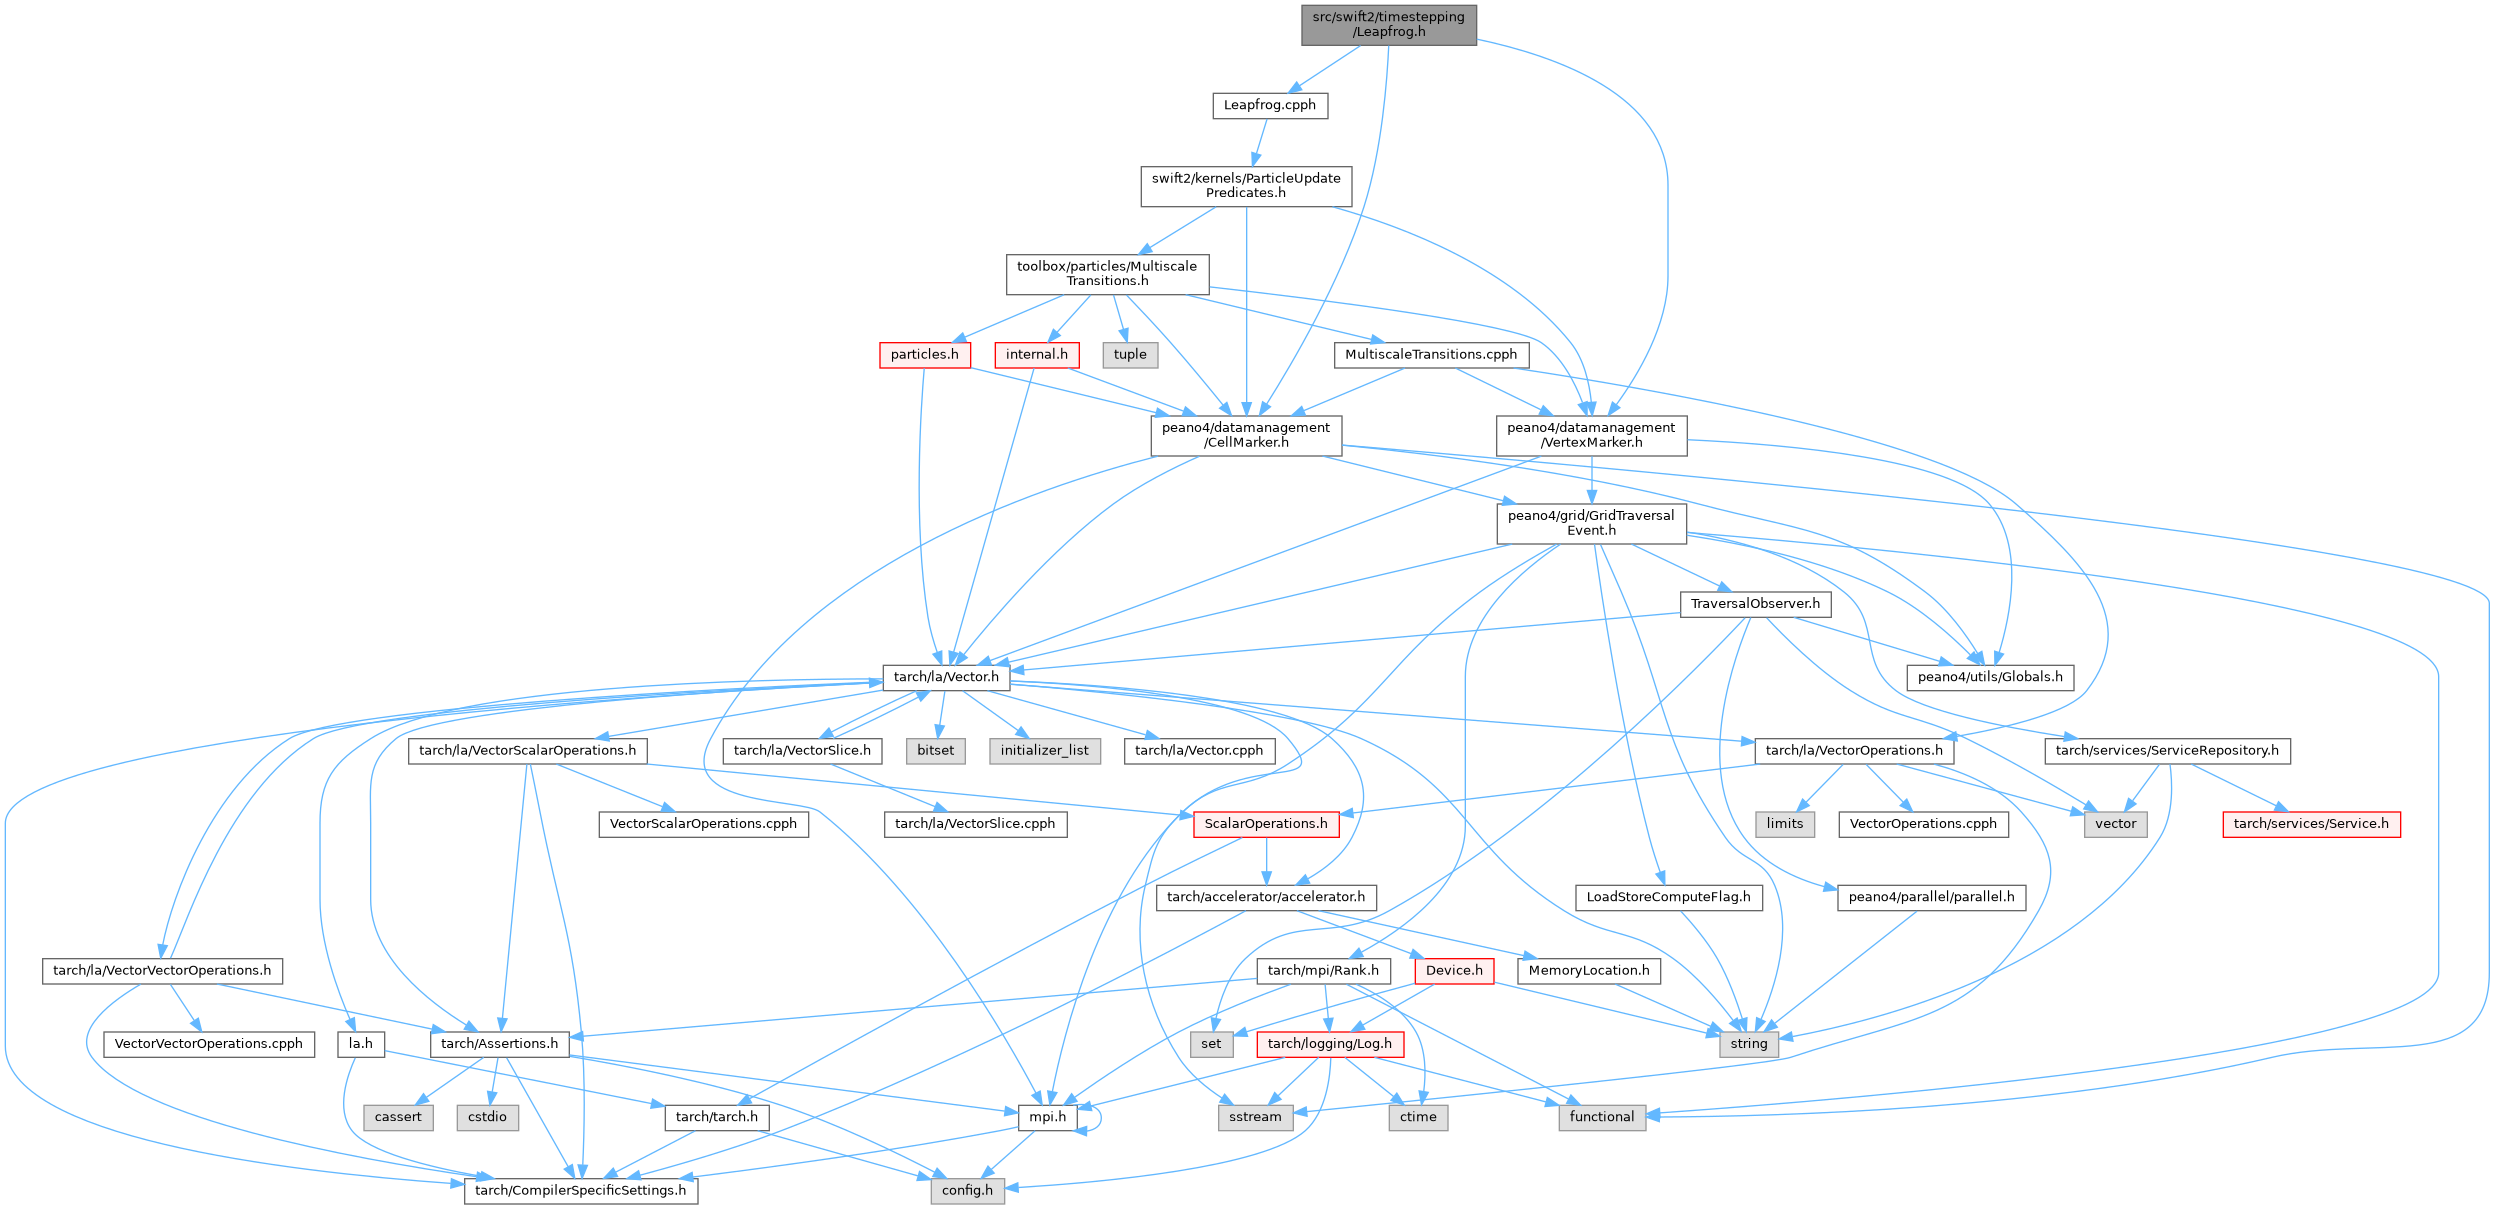 src/swift2/timestepping
/Leapfrog.h
Leapfrog.cpph
swift2/kernels/ParticleUpdate
Predicates.h
toolbox/particles/Multiscale
Transitions.h
particles.h
internal.h
tuple
MultiscaleTransitions.cpph
peano4/datamanagement
/CellMarker.h
peano4/datamanagement
/VertexMarker.h
peano4/grid/GridTraversal
Event.h
TraversalObserver.h
tarch/la/Vector.h
peano4/utils/Globals.h
tarch/la/VectorScalarOperations.h
tarch/la/VectorSlice.h
bitset
initializer_list
tarch/la/Vector.cpph
tarch/la/VectorOperations.h
tarch/services/ServiceRepository.h
VectorScalarOperations.cpph
tarch/la/VectorSlice.cpph
ScalarOperations.h
limits
VectorOperations.cpph
vector
tarch/services/Service.h
tarch/accelerator/accelerator.h
LoadStoreComputeFlag.h
peano4/parallel/parallel.h
tarch/la/VectorVectorOperations.h
tarch/mpi/Rank.h
Device.h
MemoryLocation.h
VectorVectorOperations.cpph
la.h
tarch/Assertions.h
set
tarch/logging/Log.h
string
cassert
cstdio
tarch/tarch.h
mpi.h
sstream
ctime
functional
tarch/CompilerSpecificSettings.h
config.h